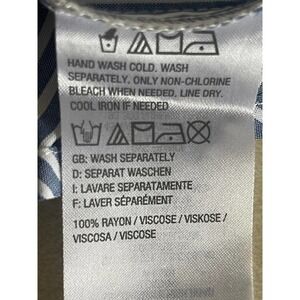 HAND WASH COLD. WASH
SEPARATELY. ONLY NON-CHLORINE
BLEACH WHEN NEEDED. LINE DRY.
COOL IRON IF NEEDED
GB: WASH SEPARATELY
D: SEPARAT WASCHEN
I: LAVARE SEPARATAMENTE
F: LAVER SÉPARÉMENT
100% RAYON / VISCOSE / VISKOSE /
VISCOSA / VISCOSE